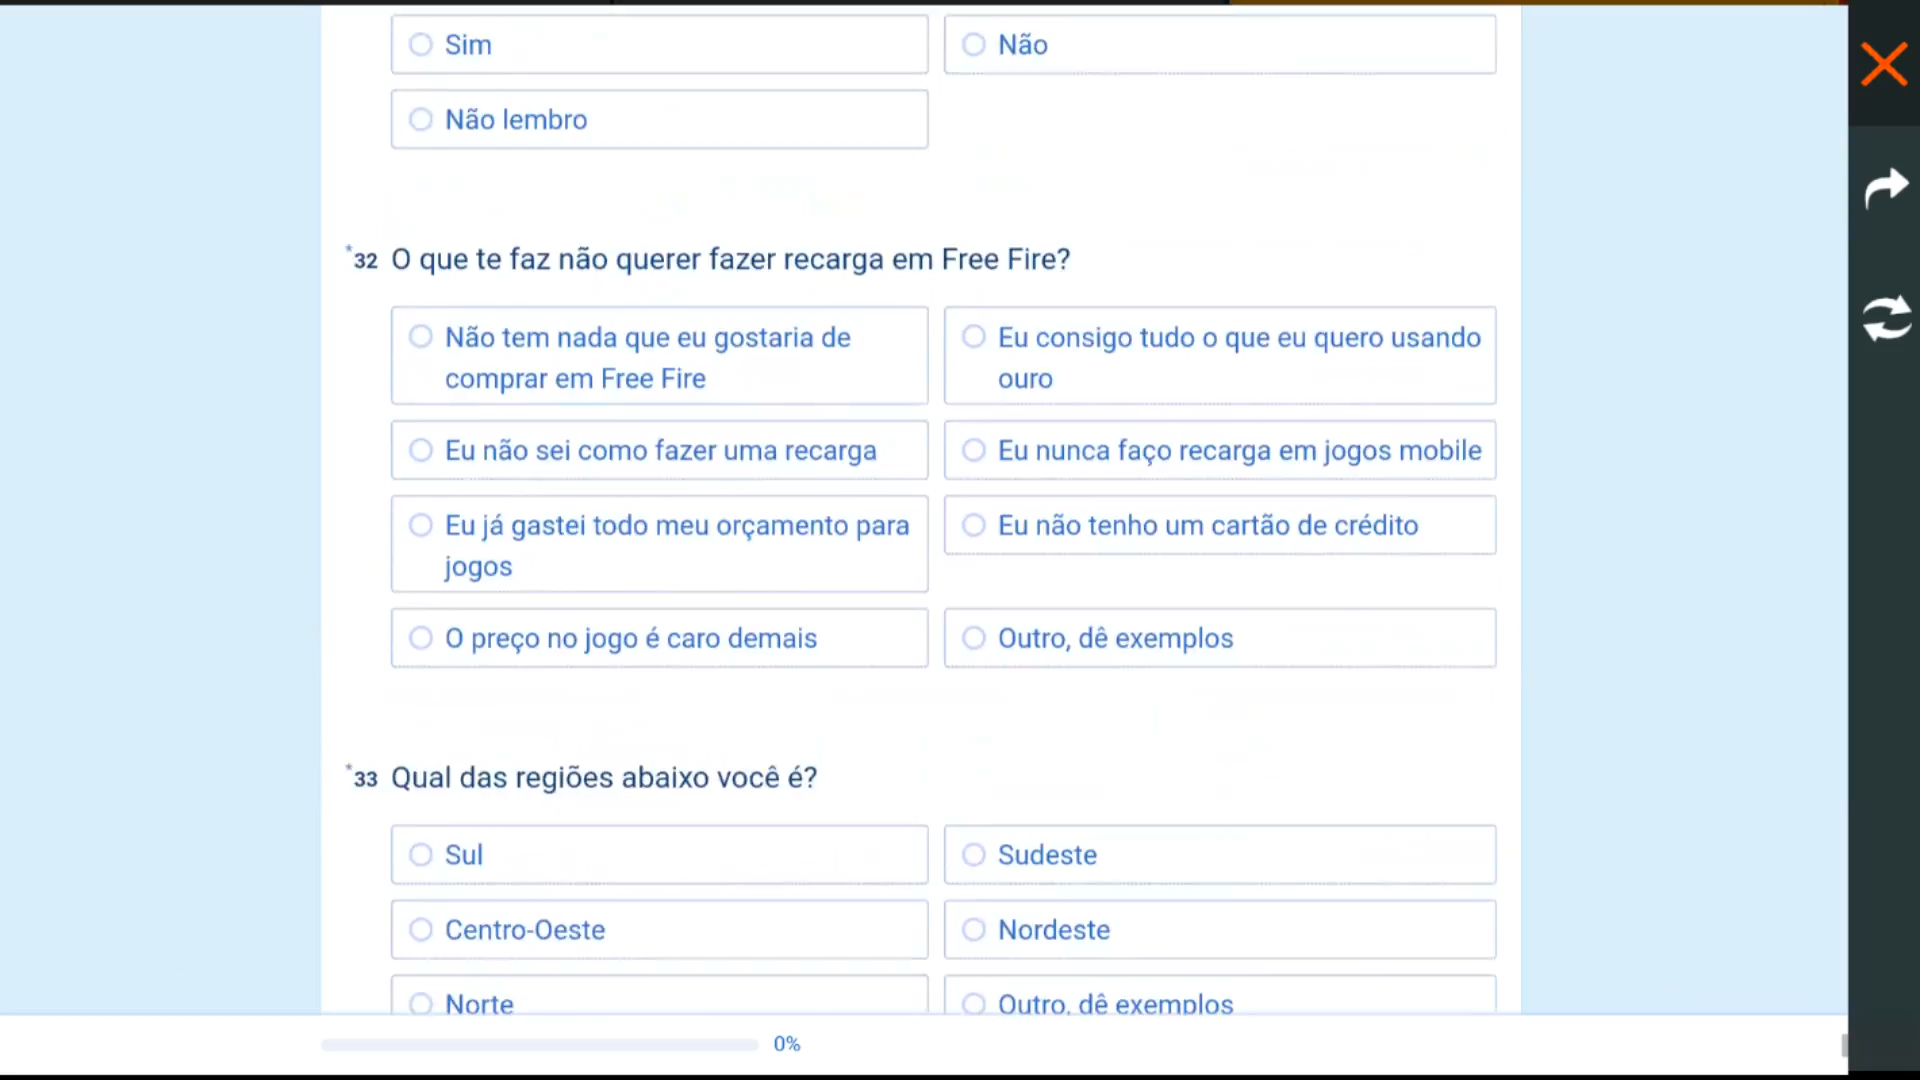 Sim
Não
Não lembro
*32 O que te faz não querer fazer recarga em Free Fire?
Não tem nada que eu gostaria de
comprar em Free Fire
Eu consigo tudo o que eu quero usando
ouro
Eu não sei como fazer uma recarga
Eu nunca faço recarga em jogos mobile
Eu já gastei todo meu orçamento para
jogos
Eu não tenho um cartão de crédito
O preço no jogo é caro demais
Outro, dê exemplos
*33 Qual das regiões abaixo você é?
Sul
Sudeste
Centro-Oeste
Nordeste
Norte
Outro, dê exemplos
0%